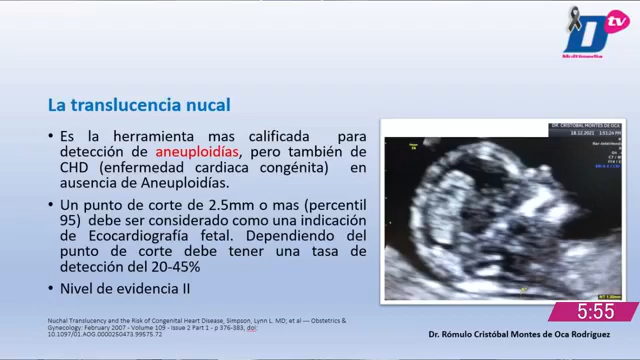 D tv
Multimedia
La translucencia nucal
• Es la herramienta mas calificada para
detección de aneuploidías, pero también de
CHD (enfermedad cardiaca congénita) en
ausencia de Aneuploidías.
• Un punto de corte de 2.5mm o mas (percentil
95) debe ser considerado como una indicación
de Ecocardiografía fetal. Dependiendo del
punto de corte debe tener una tasa de
detección del 20-45%
• Nivel de evidencia II
DR. CRISTOBAL MONTES DE OCA
18.12.2021
Nuchal Translucency and the Risk of Congenital Heart Disease, Simpson, Lynn L. MD; et al — Obstetrics &
Gynecology: February 2007 - Volume 109 - Issue 2 Part 1 - p 376-383, doi:
10.1097/01.AOG.0000250473.99575.72
5:55
Dr. Rómulo Cristóbal Montes de Oca Rodríguez